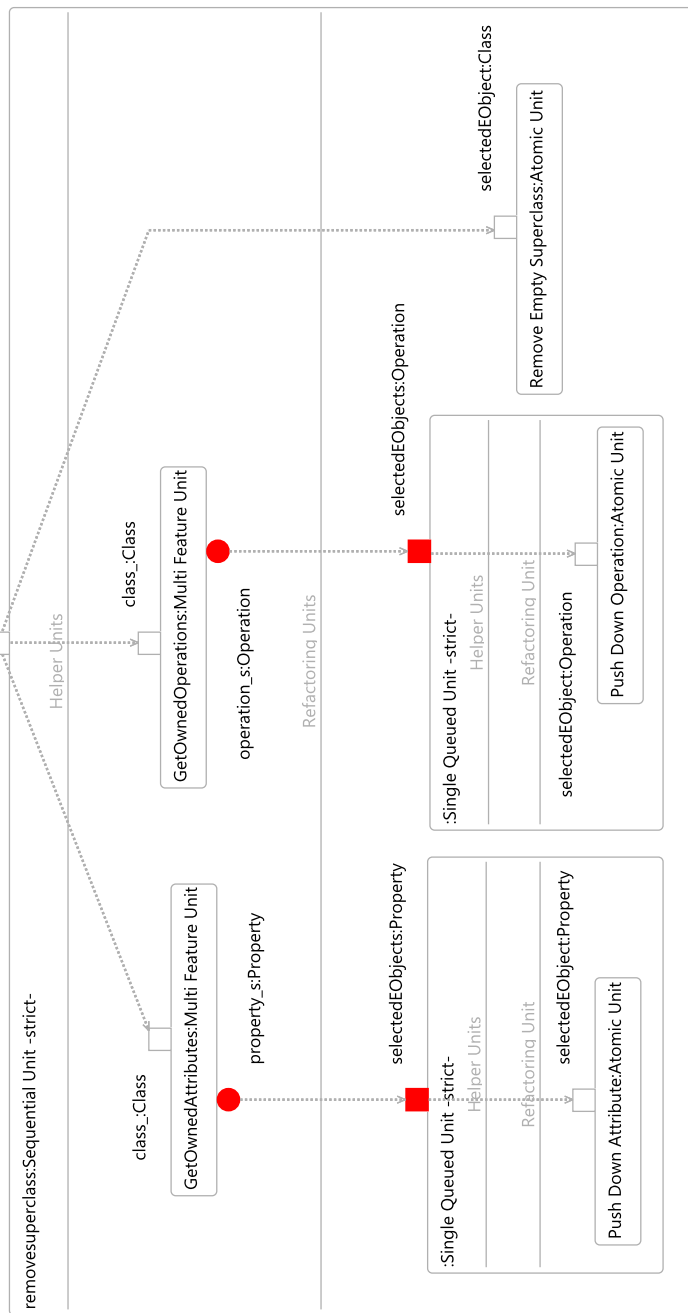 removesuperclass:Sequential Unit -strict-
Helper Units
class_:Class
GetOwnedAttributes:Multi Feature Unit
property_s:Property
class_:Class
GetOwnedOperations:Multi Feature Unit
operation_s:Operation
Refactoring Units
selectedEObjects:Property
:Single Queued Unit -strict-
Helper Units
Refactoring Unit
selectedEObject:Property
Push Down Attribute:Atomic Unit
selectedEObjects:Operation
:Single Queued Unit -strict-
Helper Units
Refactoring Unit
selectedEObject:Operation
Push Down Operation:Atomic Unit
selectedEObject:Class
Remove Empty Superclass:Atomic Unit